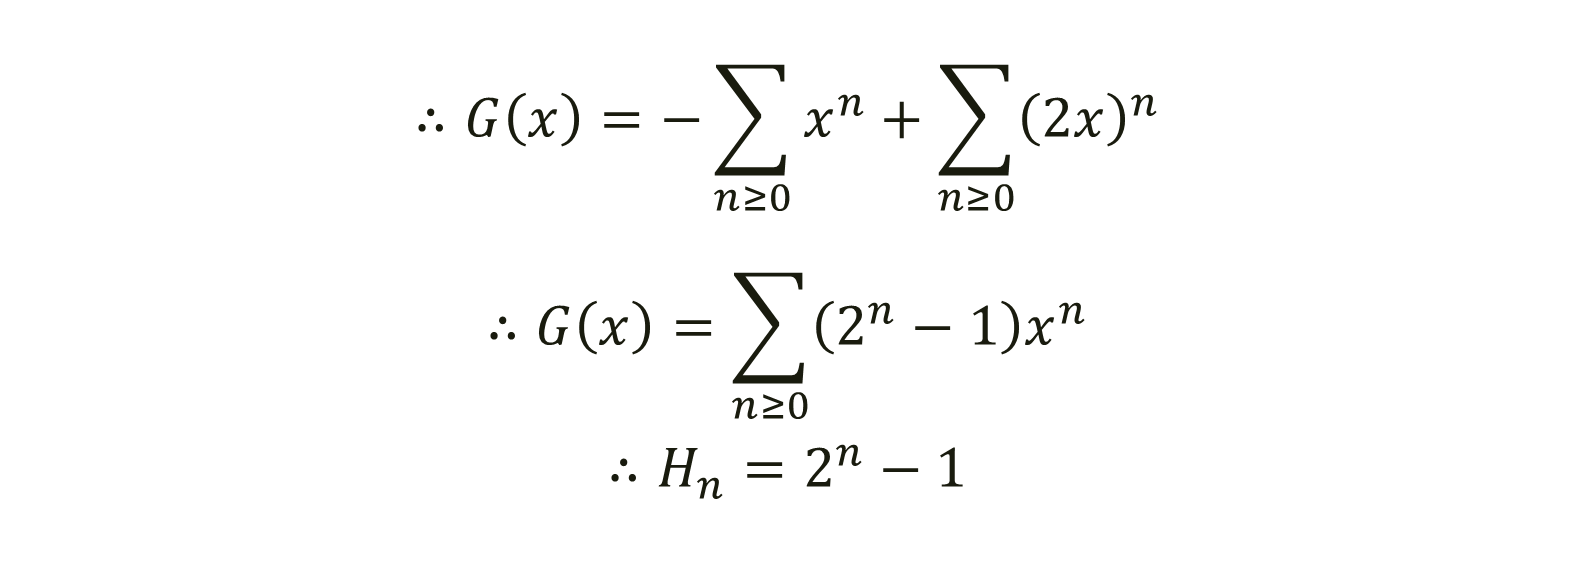 ∴ G(x) = −∑_{n≥0} x^n + ∑_{n≥0} (2x)^n
∴ G(x) = ∑_{n≥0} (2^n − 1)x^n
∴ H_n = 2^n − 1